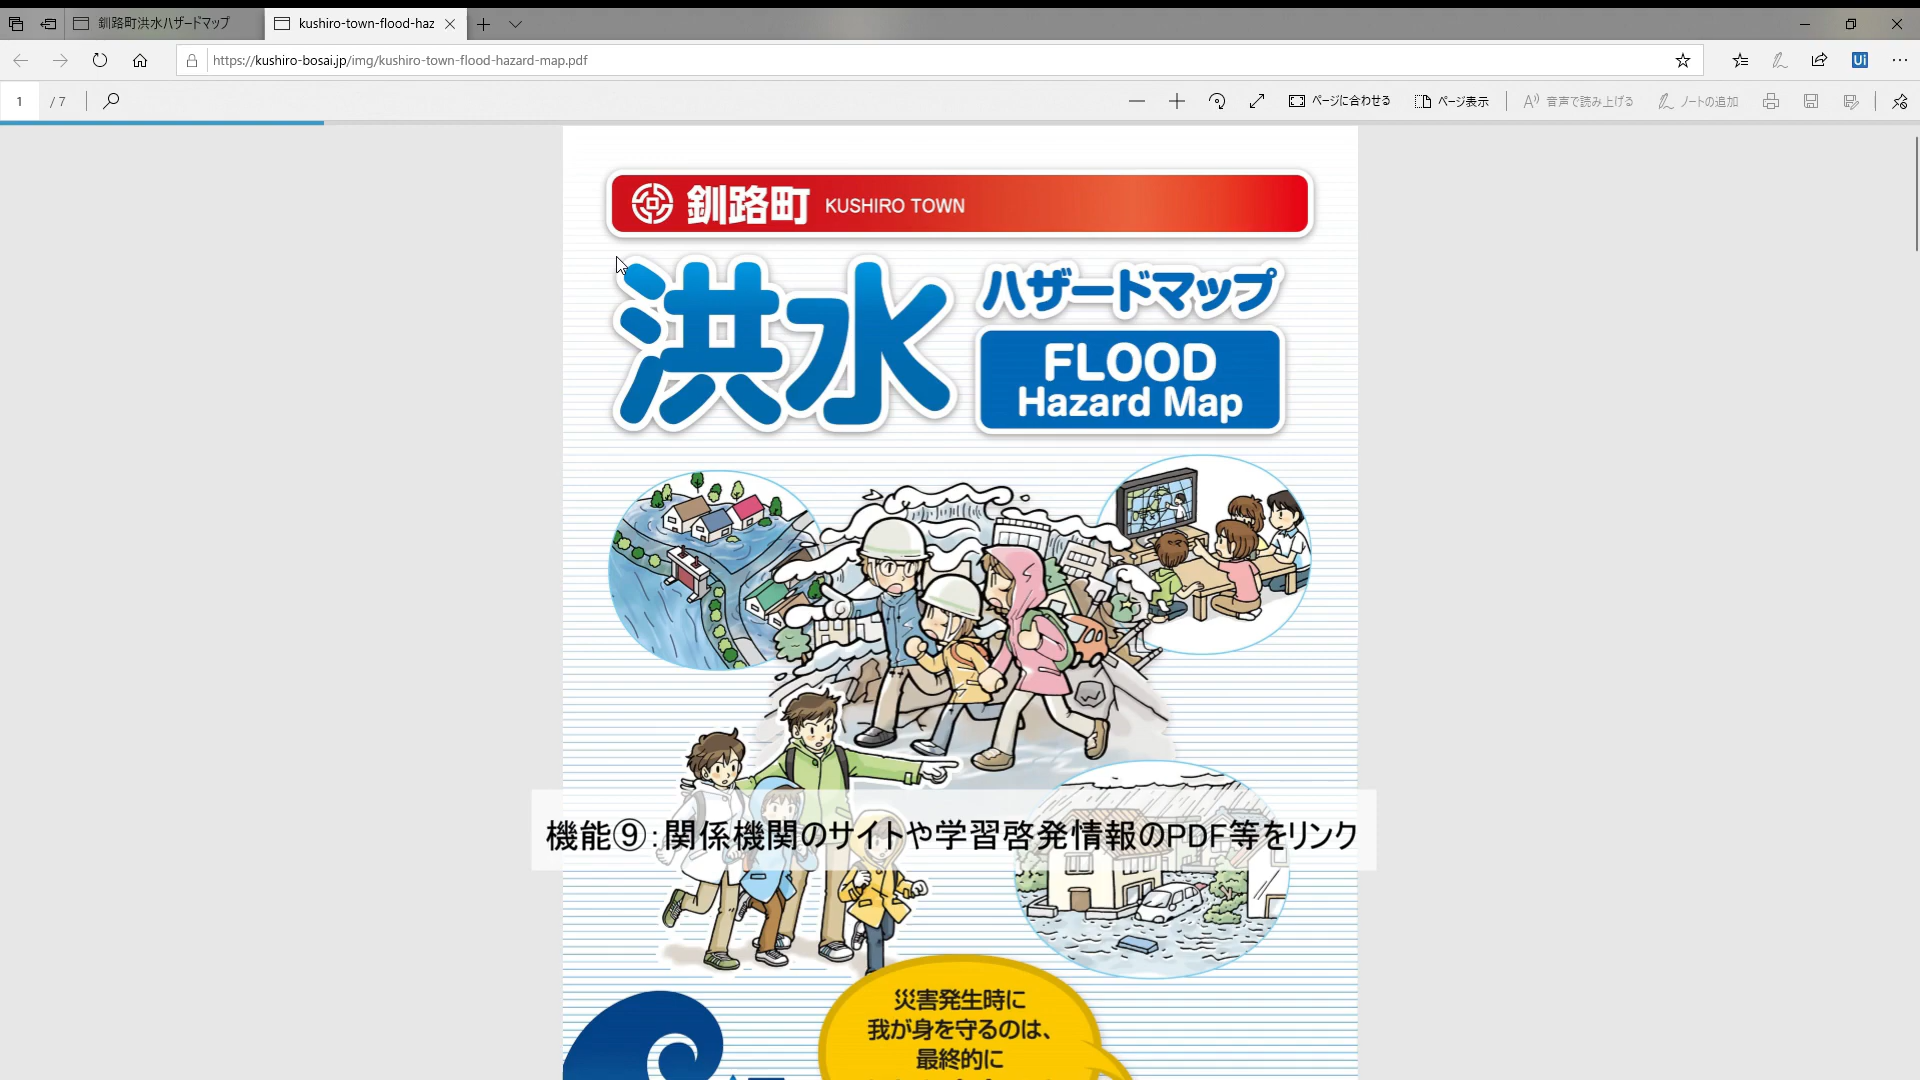 釧路町洪水ハザードマップ
kushiro-town-flood-haz
https://kushiro-bosai.jp/img/kushiro-town-flood-hazard-map.pdf
Ui
1 / 7
ページに合わせる
ページ表示
音声で読み上げる
ノートの追加
釧路町 KUSHIRO TOWN
洪水
ハザードマップ
FLOOD
Hazard Map
機能⑨：関係機関のサイトや学習啓発情報のPDF等をリンク
災害発生時に
我が身を守るのは、
最終的に